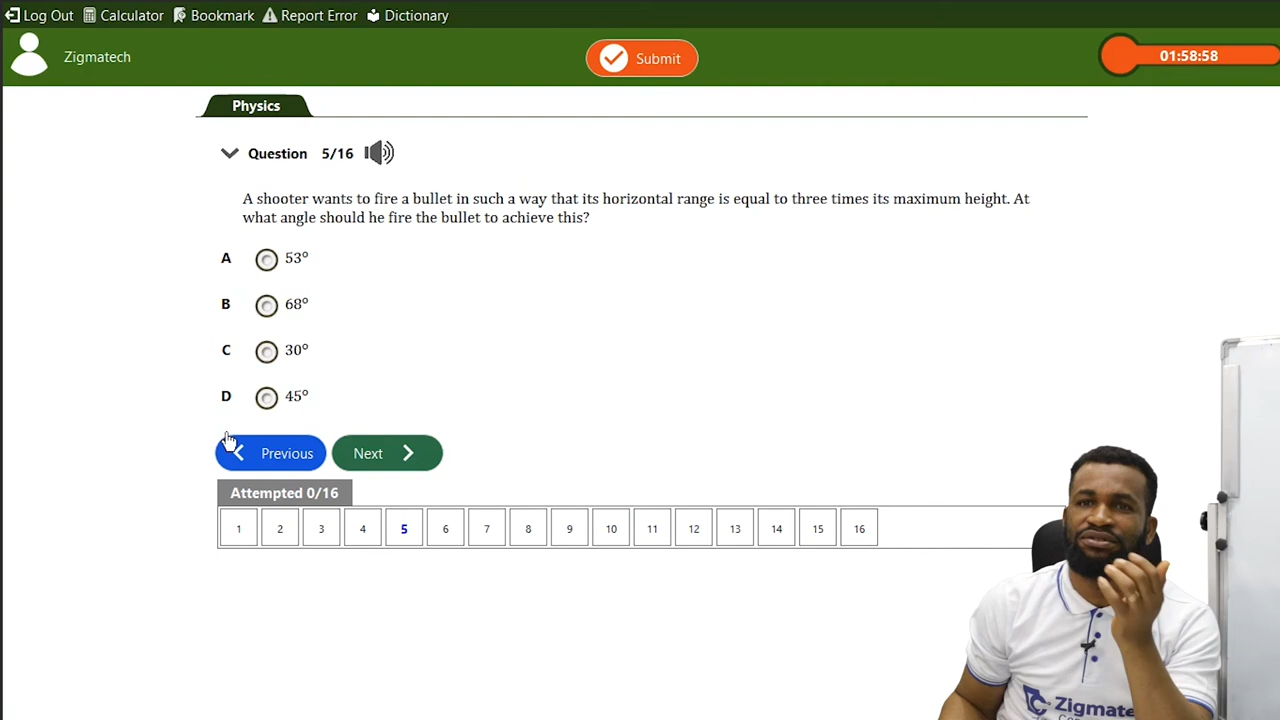 Log Out Calculator Bookmark Report Error Dictionary
Zigmatech
Submit
01:58:58
Physics
Question 5/16
A shooter wants to fire a bullet in such a way that its horizontal range is equal to three times its maximum height. At
what angle should he fire the bullet to achieve this?
A 53°
B 68°
C 30°
D 45°
Previous Next
Attempted 0/16
1 2 3 4 5 6 7 8 9 10 11 12 13 14 15 16
Zigmate